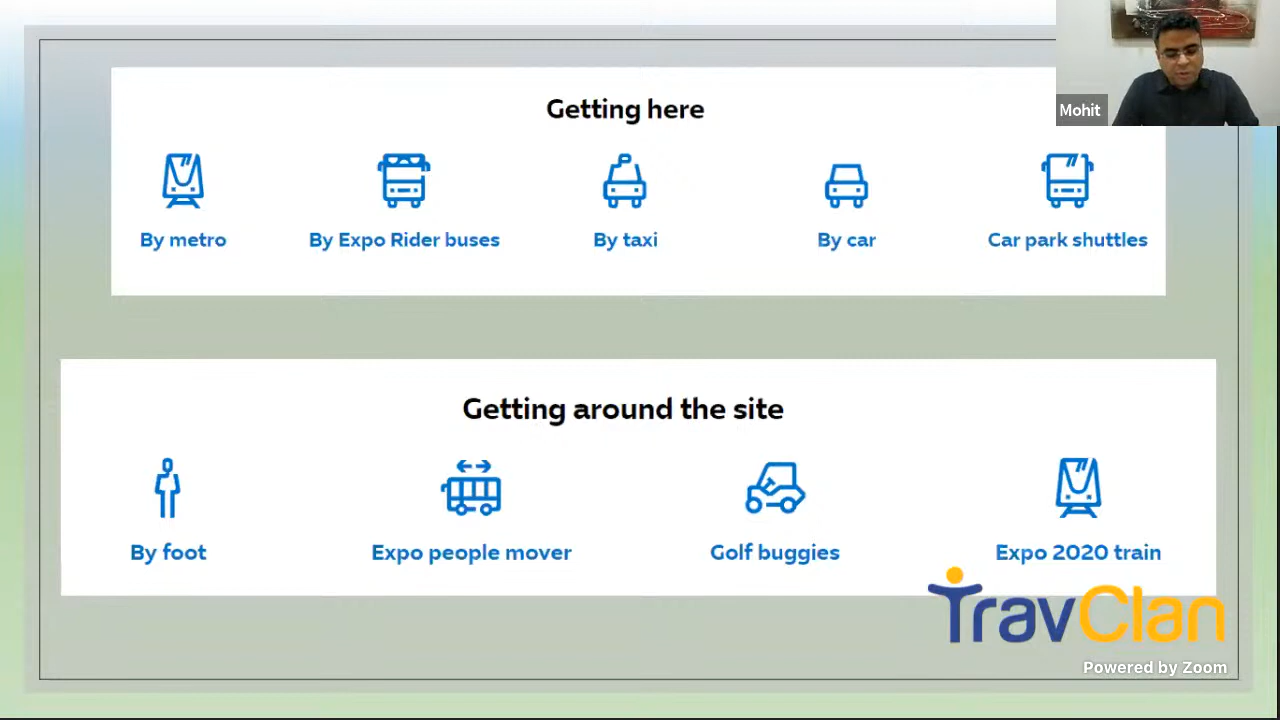 Mohit
Getting here
By metro
By Expo Rider buses
By taxi
By car
Car park shuttles
Getting around the site
By foot
Expo people mover
Golf buggies
Expo 2020 train
TravClan
Powered by Zoom